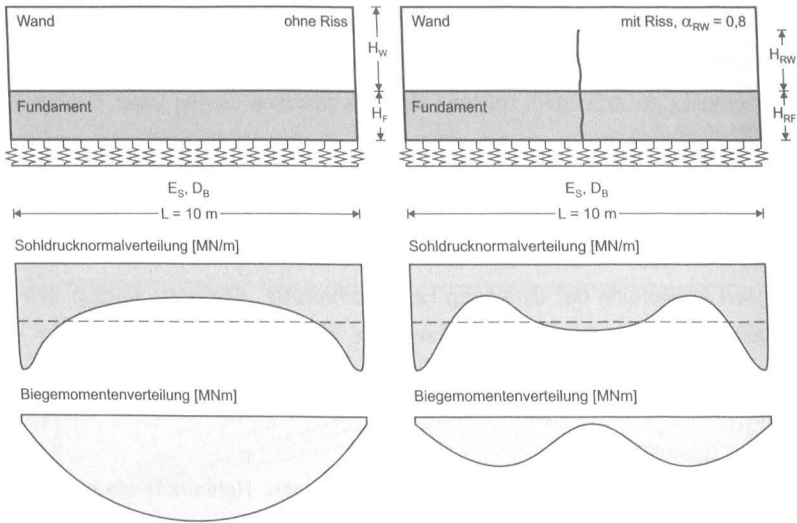 Wand
ohne Riss
H_W
Fundament
H_F
E_S, D_B
L = 10 m
Sohldrucknormalverteilung [MN/m]
Biegemomentenverteilung [MNm]
Wand
mit Riss, α_RW = 0,8
H_RW
Fundament
H_RF
E_S, D_B
L = 10 m
Sohldrucknormalverteilung [MN/m]
Biegemomentenverteilung [MNm]